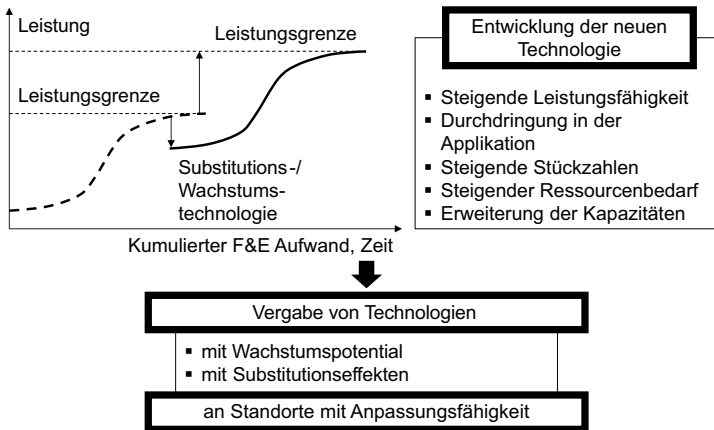 Leistung
Leistungsgrenze
Leistungsgrenze
Substitutions-/
Wachstums-
technologie
Kumulierter F&E Aufwand, Zeit
Entwicklung der neuen
Technologie
▪ Steigende Leistungsfähigkeit
▪ Durchdringung in der
Applikation
▪ Steigende Stückzahlen
▪ Steigender Ressourcenbedarf
▪ Erweiterung der Kapazitäten
Vergabe von Technologien
▪ mit Wachstumspotential
▪ mit Substitutionseffekten
an Standorte mit Anpassungsfähigkeit